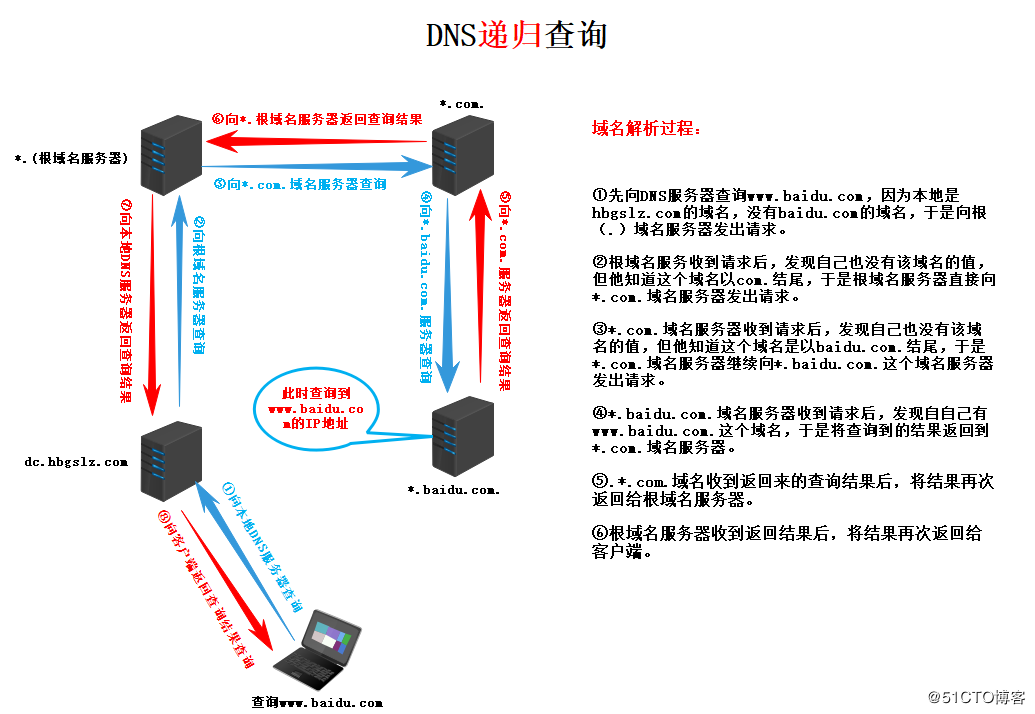 DNS递归查询
*.com.
⑥向*.根域名服务器返回查询结果
*.(根域名服务器)
③向*.com.域名服务器查询
⑦向本地DNS服务器返回查询结果
②向根域名服务器查询
④向*.baidu.com.服务器查询
⑤向*.com.服务器返回查询结果
此时查询到
www.baidu.co
m的IP地址
dc.hbgslz.com
*.baidu.com.
①向本地DNS服务器查询
⑧向客户端返回查询结果查询
查询www.baidu.com
域名解析过程：
①先向DNS服务器查询www.baidu.com，因为本地是
hbgslz.com的域名，没有baidu.com的域名，于是向根
（.）域名服务器发出请求。
②根域名服务收到请求后，发现自己也没有该域名的值，
但他知道这个域名以com.结尾，于是根域名服务器直接向
*.com.域名服务器发出请求。
③*.com.域名服务器收到请求后，发现自己也没有该域
名的值，但他知道这个域名是以baidu.com.结尾，于是
*.com.域名服务器继续向*.baidu.com.这个域名服务器
发出请求。
④*.baidu.com.域名服务器收到请求后，发现自自己有
www.baidu.com.这个域名，于是将查询到的结果返回到
*.com.域名服务器。
⑤.*.com.域名收到返回来的查询结果后，将结果再次
返回给根域名服务器。
⑥根域名服务器收到返回结果后，将结果再次返回给
客户端。
@51CTO博客